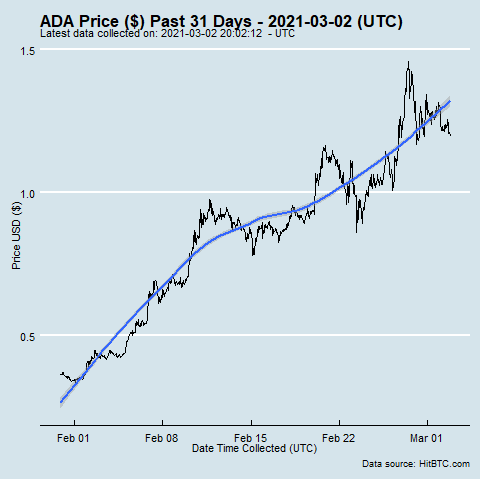 ADA Price ($) Past 31 Days - 2021-03-02 (UTC)
Latest data collected on: 2021-03-02 20:02:12 - UTC
1.5
1.0
0.5
Price USD ($)
Feb 01 Feb 08 Feb 15 Feb 22 Mar 01
Date Time Collected (UTC)
Data source: HitBTC.com